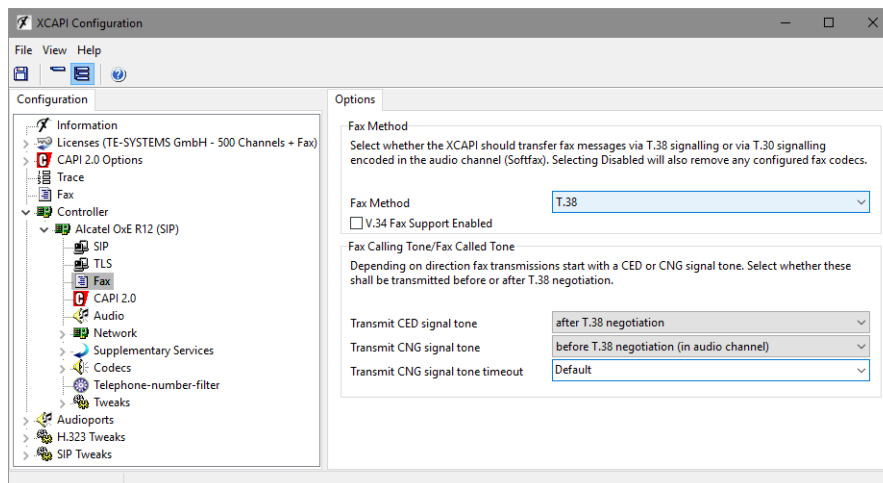 XCAPI Configuration
File View Help
Configuration
Information
Licenses (TE-SYSTEMS GmbH - 500 Channels + Fax)
CAPI 2.0 Options
Trace
Fax
Controller
Alcatel OxE R12 (SIP)
SIP
TLS
Fax
CAPI 2.0
Audio
Network
Supplementary Services
Codecs
Telephone-number-filter
Tweaks
Audioports
H.323 Tweaks
SIP Tweaks
Options
Fax Method
Select whether the XCAPI should transfer fax messages via T.38 signalling or via T.30 signalling
encoded in the audio channel (Softfax). Selecting Disabled will also remove any configured fax codecs.
Fax Method T.38
V.34 Fax Support Enabled
Fax Calling Tone/Fax Called Tone
Depending on direction fax transmissions start with a CED or CNG signal tone. Select whether these
shall be transmitted before or after T.38 negotiation.
Transmit CED signal tone after T.38 negotiation
Transmit CNG signal tone before T.38 negotiation (in audio channel)
Transmit CNG signal tone timeout Default